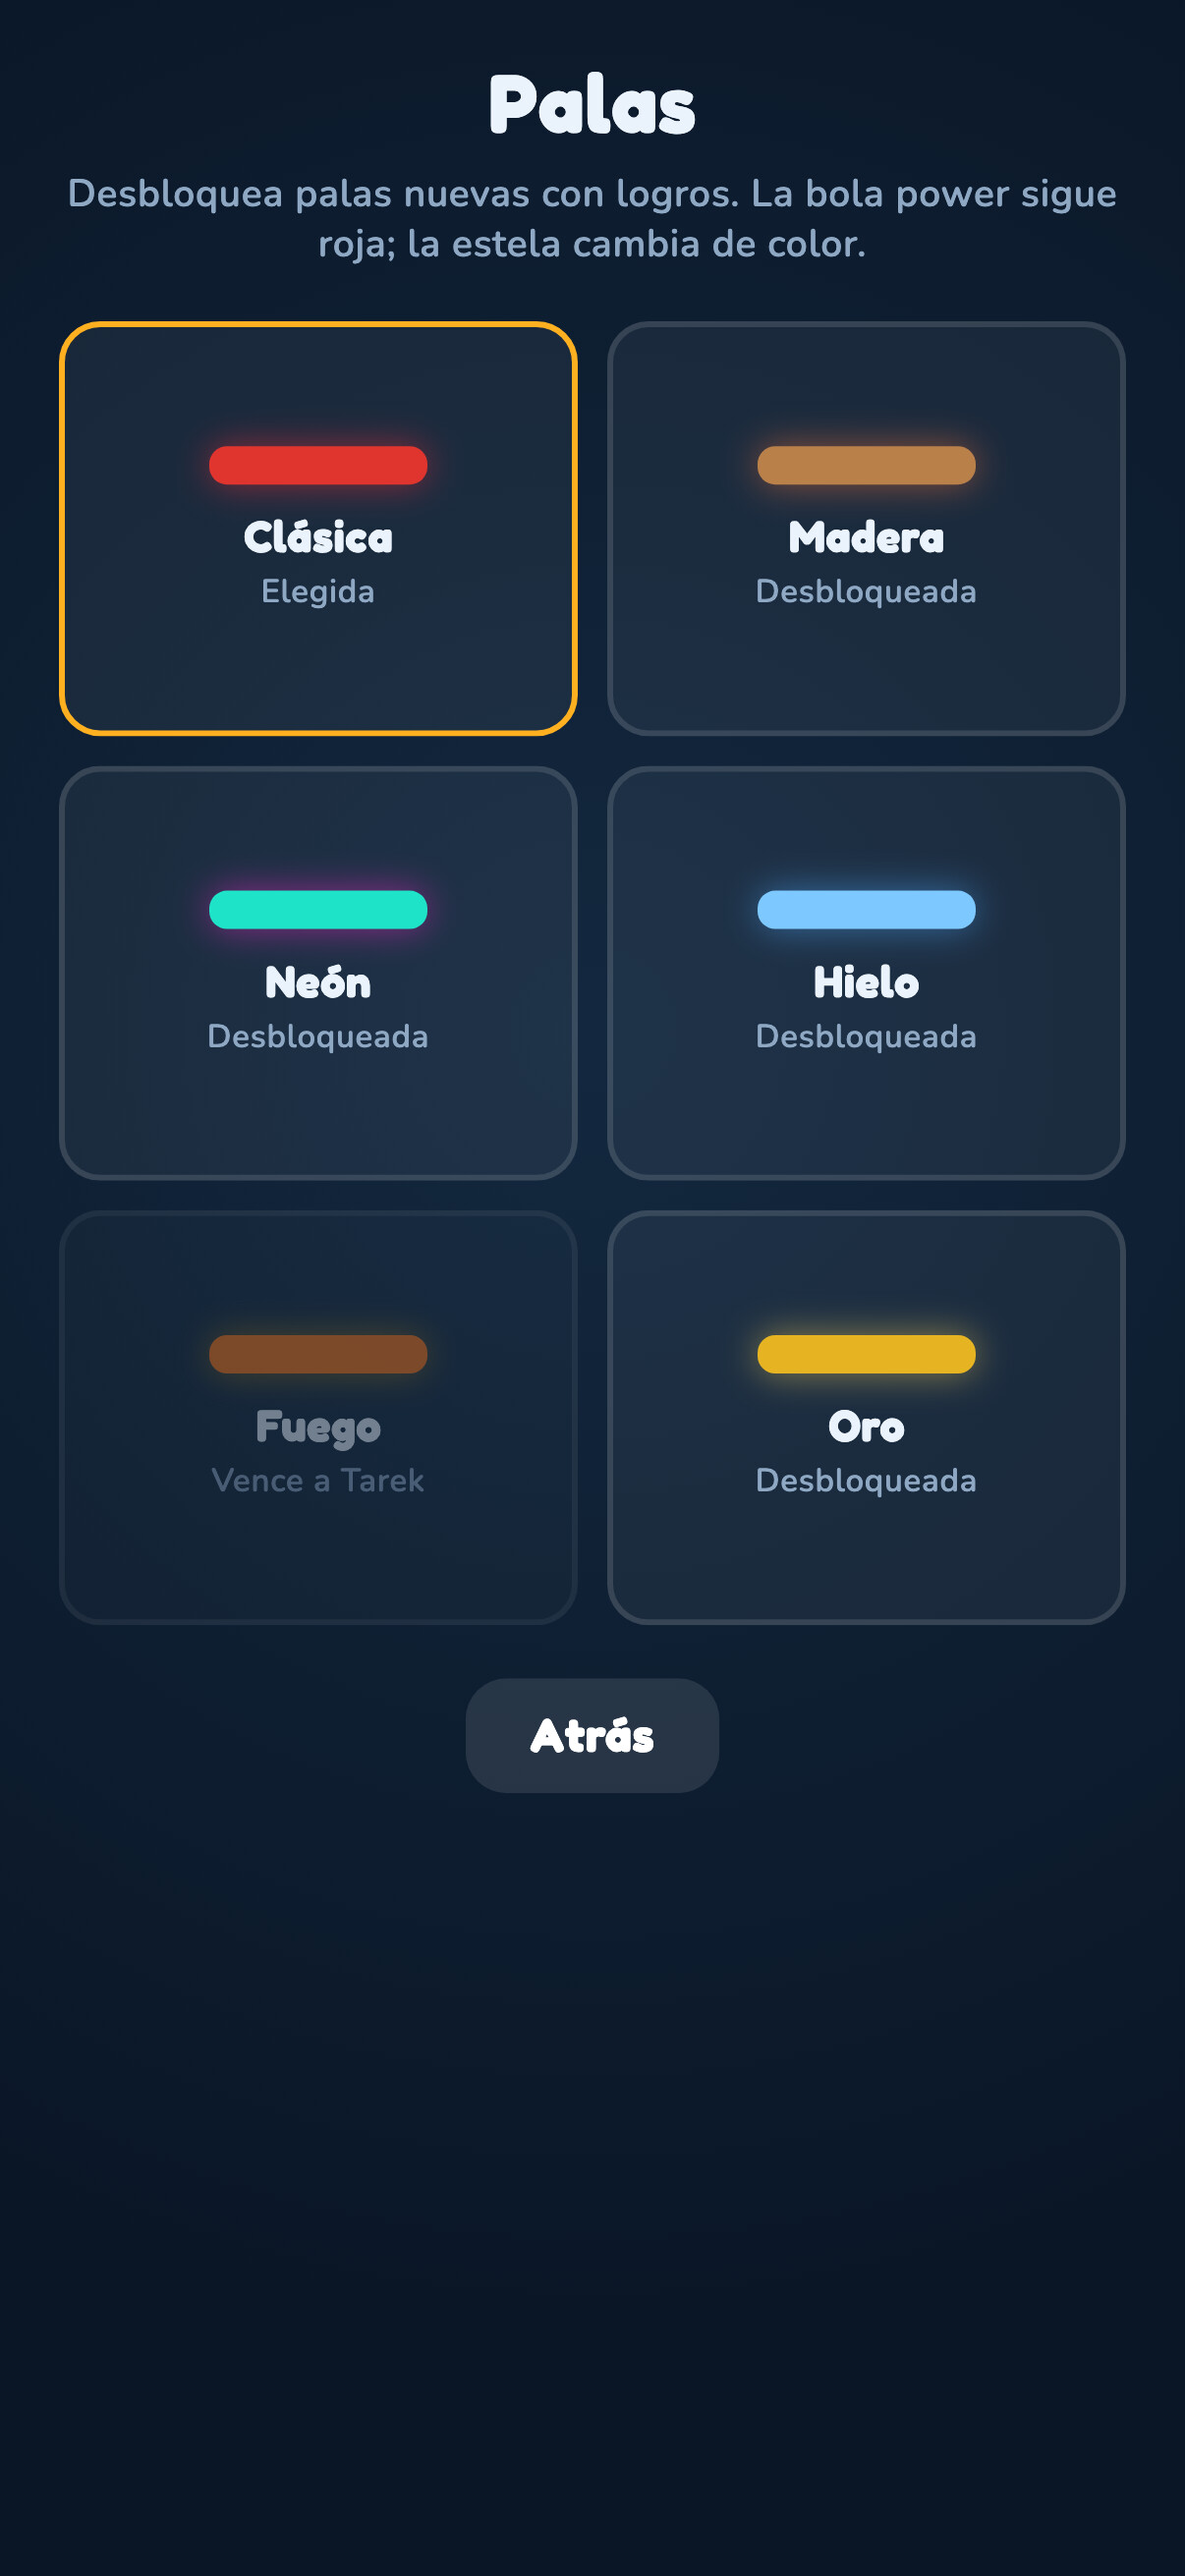 Palas
Desbloquea palas nuevas con logros. La bola power sigue
roja; la estela cambia de color.
Clásica
Elegida
Madera
Desbloqueada
Neón
Desbloqueada
Hielo
Desbloqueada
Fuego
Vence a Tarek
Oro
Desbloqueada
Atrás